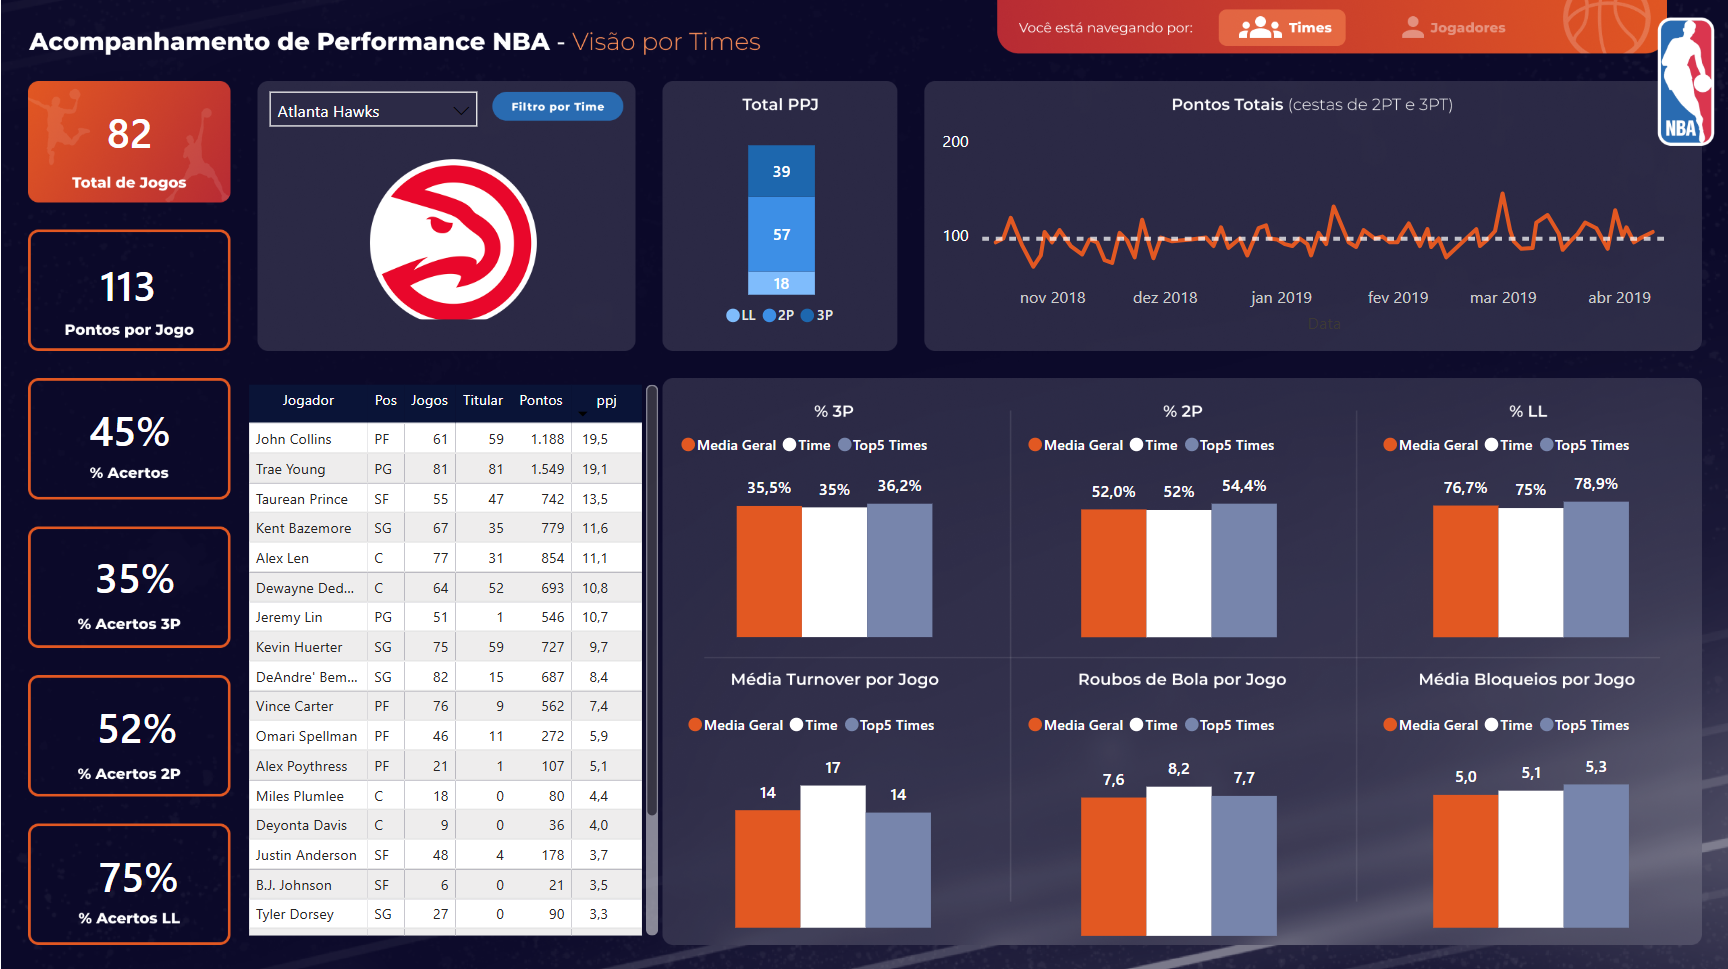 Acompanhamento de Performance NBA - Visão por Times
Você está navegando por:
Times
Jogadores
NBA
82
Total de Jogos
113
Pontos por Jogo
45%
% Acertos
35%
% Acertos 3P
52%
% Acertos 2P
75%
% Acertos LL
Atlanta Hawks
Filtro por Time
Total PPJ
39
57
18
LL 2P 3P
Pontos Totais (cestas de 2PT e 3PT)
200
100
nov 2018 dez 2018 jan 2019 fev 2019 mar 2019 abr 2019
Data
Jogador Pos Jogos Titular Pontos ppj
John Collins PF 61 59 1.188 19,5
Trae Young PG 81 81 1.549 19,1
Taurean Prince SF 55 47 742 13,5
Kent Bazemore SG 67 35 779 11,6
Alex Len C 77 31 854 11,1
Dewayne Ded... C 64 52 693 10,8
Jeremy Lin PG 51 1 546 10,7
Kevin Huerter SG 75 59 727 9,7
DeAndre' Bem... SG 82 15 687 8,4
Vince Carter PF 76 9 562 7,4
Omari Spellman PF 46 11 272 5,9
Alex Poythress PF 21 1 107 5,1
Miles Plumlee C 18 0 80 4,4
Deyonta Davis C 9 0 36 4,0
Justin Anderson SF 48 4 178 3,7
B.J. Johnson SF 6 0 21 3,5
Tyler Dorsey SG 27 0 90 3,3
% 3P
Media Geral Time Top5 Times
35,5% 35% 36,2%
% 2P
Media Geral Time Top5 Times
52,0% 52% 54,4%
% LL
Media Geral Time Top5 Times
76,7% 75% 78,9%
Média Turnover por Jogo
Media Geral Time Top5 Times
14 17 14
Roubos de Bola por Jogo
Media Geral Time Top5 Times
7,6 8,2 7,7
Média Bloqueios por Jogo
Media Geral Time Top5 Times
5,0 5,1 5,3